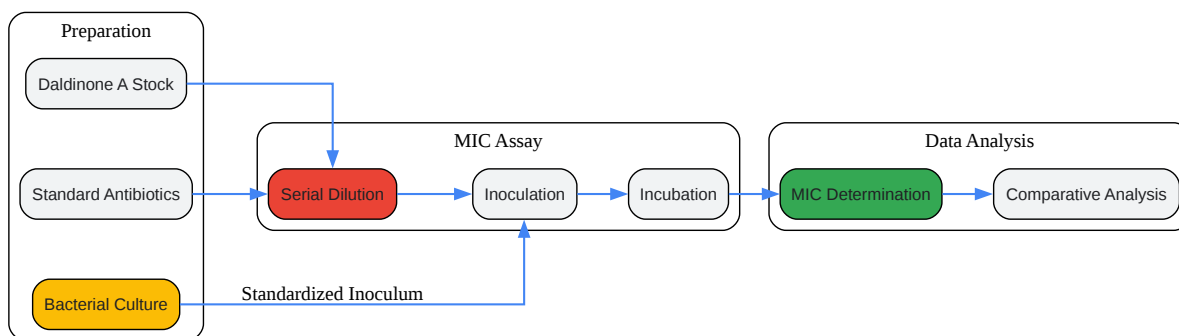 Preparation
Daldinone A Stock
Standard Antibiotics
Bacterial Culture
Standardized Inoculum
MIC Assay
Serial Dilution
Inoculation
Incubation
Data Analysis
MIC Determination
Comparative Analysis